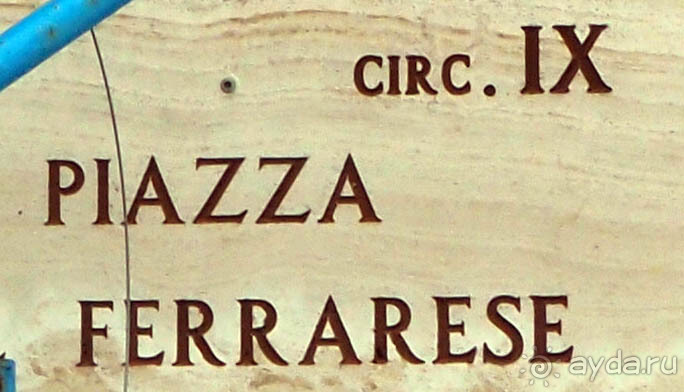 CIRC. IX
PIAZZA
FERRARESE
ayda.ru